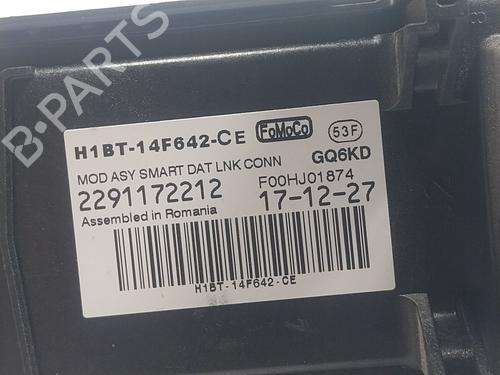 B-PARTS
H1BT-14F642-CE FoMoCo 53F
MOD ASY SMART DAT LNK CONN GQ6KD
2291172212 F00HJ01874
Assembled in Romania 17-12-27
H1BT-14F642-CE